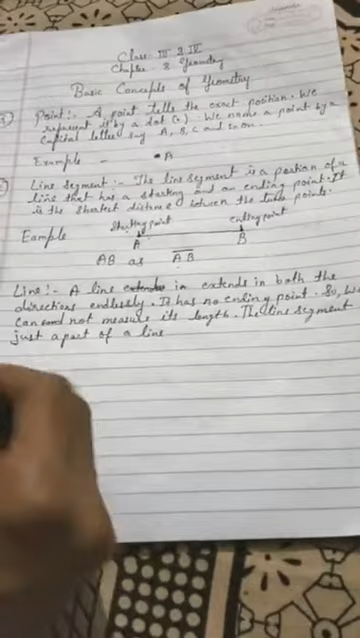 Class III & IV
Chapter - 8 Geometry
Basic Concepts of Geometry
Point:- A point tells the exact position. We
represent it by a dot (•). We name a point by a
capital letter say A, B, C and so on.
Example - •A
Line Segment:- The line segment is a portion of a
line that has a starting and an ending point. It
is the shortest distance between the two points.
Eample
Starting point Ending point
A B
AB as AB
Line:- A line in extends in both the
directions endlessly. It has no ending point. So, We
can not measure its length. The line segment
just a part of a line